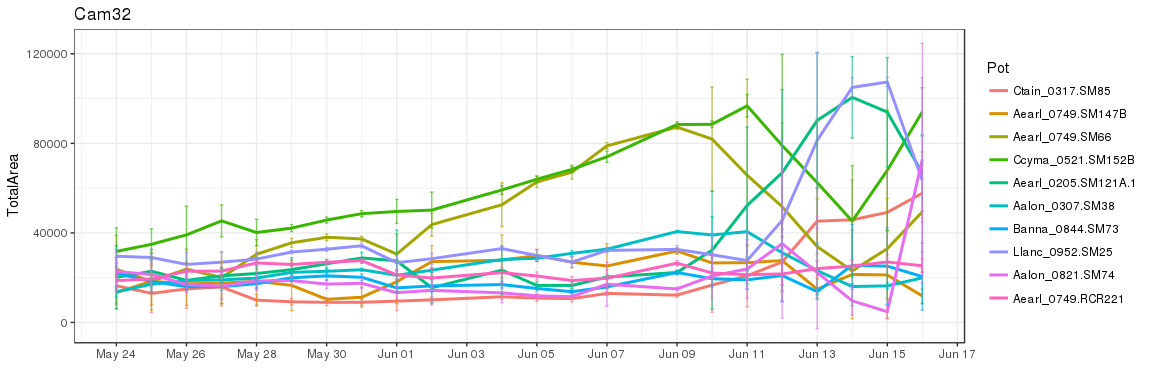 Cam32
TotalArea
120000
80000
40000
0
May 24 May 26 May 28 May 30 Jun 01 Jun 03 Jun 05 Jun 07 Jun 09 Jun 11 Jun 13 Jun 15 Jun 17
Pot
Ctain_0317.SM85
Aearl_0749.SM147B
Aearl_0749.SM66
Ccyma_0521.SM152B
Aearl_0205.SM121A.1
Aalon_0307.SM38
Banna_0844.SM73
Llanc_0952.SM25
Aalon_0821.SM74
Aearl_0749.RCR221